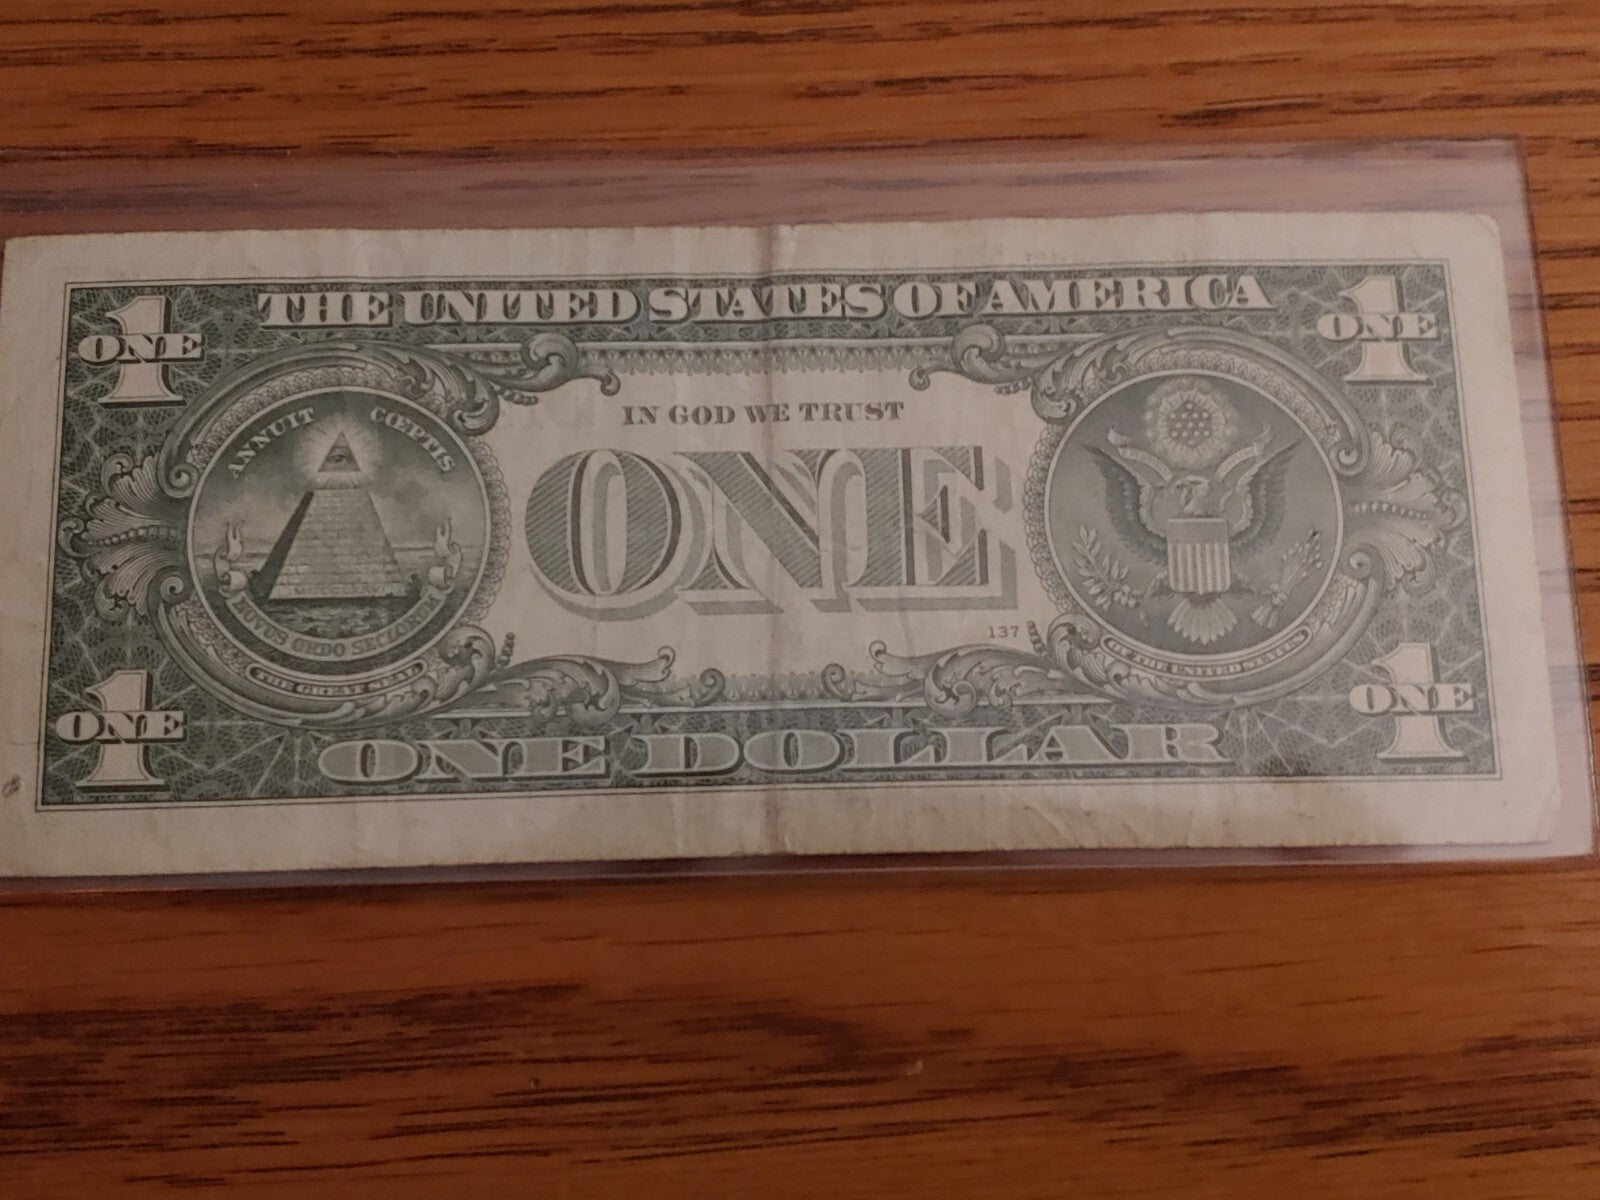 THE UNITED STATES OF AMERICA
1
ONE
1
ONE
ANNUIT CŒPTIS
IN GOD WE TRUST
ONE
137
NOVUS ORDO SECLORUM
THE GREAT SEAL
OF THE UNITED STATES
1
ONE
1
ONE
ONE DOLLAR